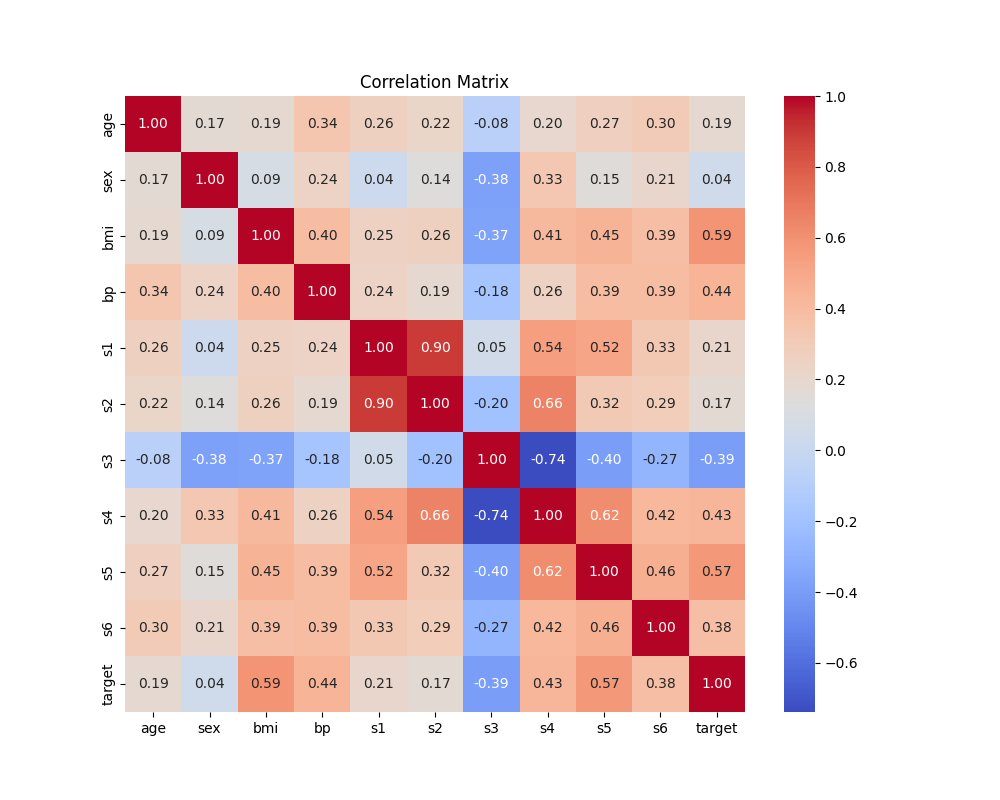 Correlation Matrix
age 1.00 0.17 0.19 0.34 0.26 0.22 -0.08 0.20 0.27 0.30 0.19
sex 0.17 1.00 0.09 0.24 0.04 0.14 -0.38 0.33 0.15 0.21 0.04
bmi 0.19 0.09 1.00 0.40 0.25 0.26 -0.37 0.41 0.45 0.39 0.59
bp 0.34 0.24 0.40 1.00 0.24 0.19 -0.18 0.26 0.39 0.39 0.44
s1 0.26 0.04 0.25 0.24 1.00 0.90 0.05 0.54 0.52 0.33 0.21
s2 0.22 0.14 0.26 0.19 0.90 1.00 -0.20 0.66 0.32 0.29 0.17
s3 -0.08 -0.38 -0.37 -0.18 0.05 -0.20 1.00 -0.74 -0.40 -0.27 -0.39
s4 0.20 0.33 0.41 0.26 0.54 0.66 -0.74 1.00 0.62 0.42 0.43
s5 0.27 0.15 0.45 0.39 0.52 0.32 -0.40 0.62 1.00 0.46 0.57
s6 0.30 0.21 0.39 0.39 0.33 0.29 -0.27 0.42 0.46 1.00 0.38
target 0.19 0.04 0.59 0.44 0.21 0.17 -0.39 0.43 0.57 0.38 1.00
age sex bmi bp s1 s2 s3 s4 s5 s6 target
1.0
0.8
0.6
0.4
0.2
0.0
−0.2
−0.4
−0.6